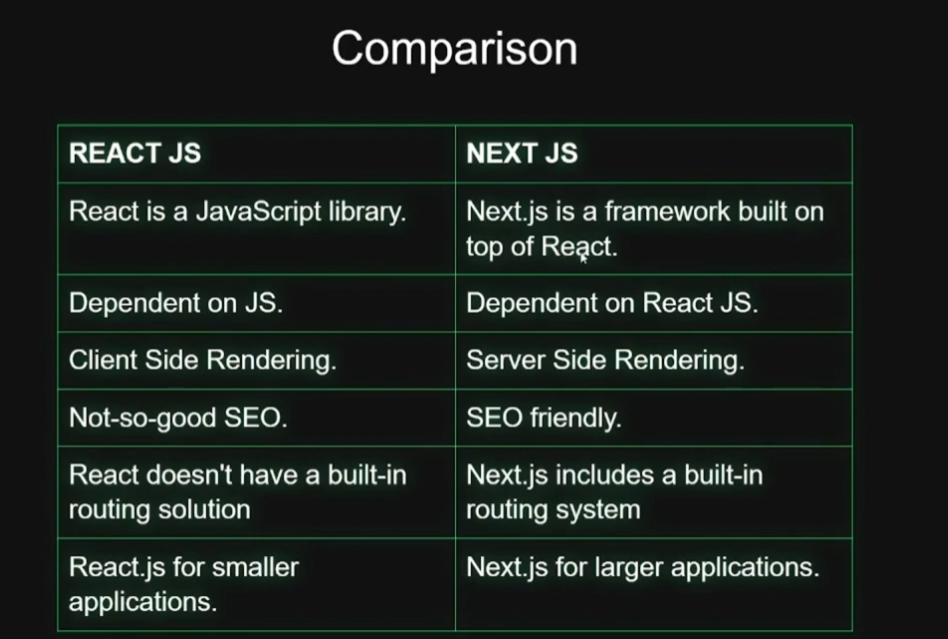 Comparison
REACT JS
NEXT JS
React is a JavaScript library.
Next.js is a framework built on
top of React.
Dependent on JS.
Dependent on React JS.
Client Side Rendering.
Server Side Rendering.
Not-so-good SEO.
SEO friendly.
React doesn't have a built-in
routing solution
Next.js includes a built-in
routing system
React.js for smaller
applications.
Next.js for larger applications.